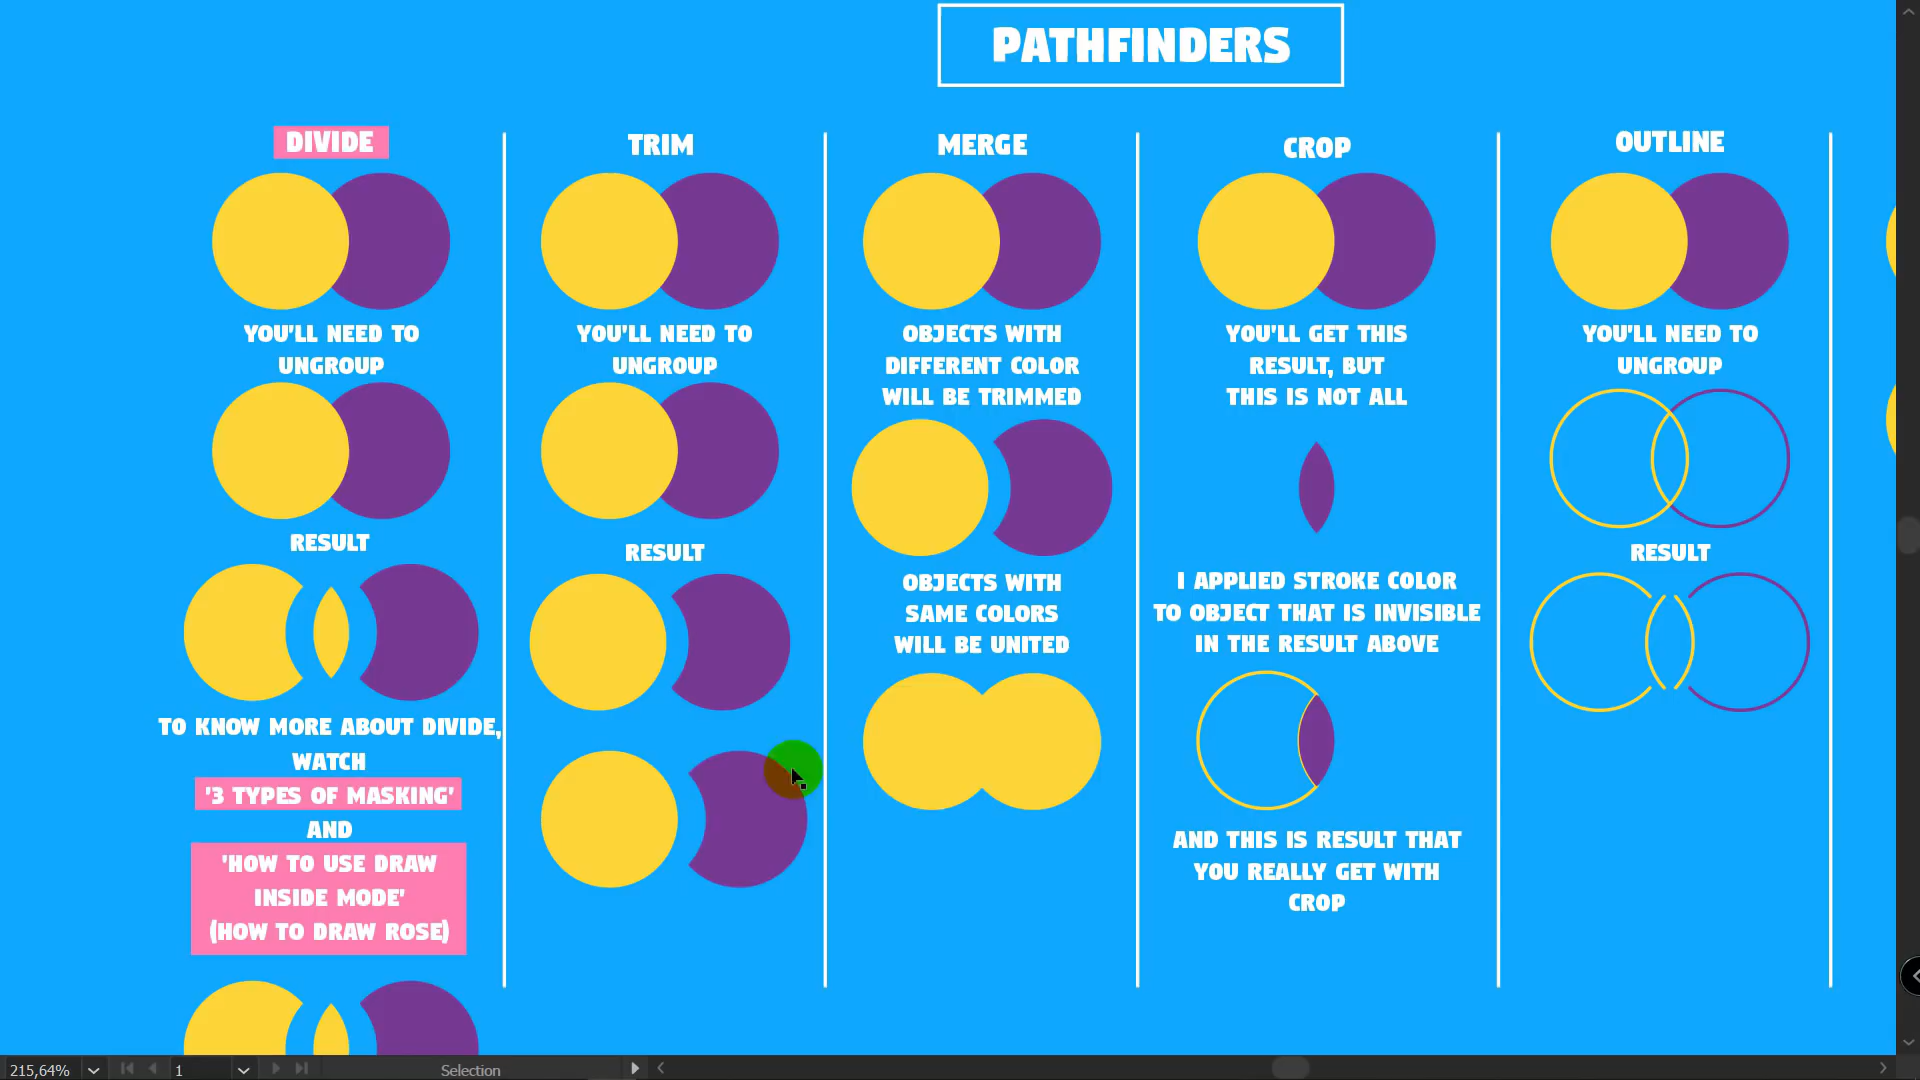 PATHFINDERS
DIVIDE
YOU'LL NEED TO
UNGROUP
RESULT
TO KNOW MORE ABOUT DIVIDE,
WATCH
'3 TYPES OF MASKING'
AND
'HOW TO USE DRAW
INSIDE MODE'
(HOW TO DRAW ROSE)
TRIM
YOU'LL NEED TO
UNGROUP
RESULT
MERGE
OBJECTS WITH
DIFFERENT COLOR
WILL BE TRIMMED
OBJECTS WITH
SAME COLORS
WILL BE UNITED
CROP
YOU'LL GET THIS
RESULT, BUT
THIS IS NOT ALL
I APPLIED STROKE COLOR
TO OBJECT THAT IS INVISIBLE
IN THE RESULT ABOVE
AND THIS IS RESULT THAT
YOU REALLY GET WITH
CROP
OUTLINE
YOU'LL NEED TO
UNGROUP
RESULT
215,64%
1
Selection